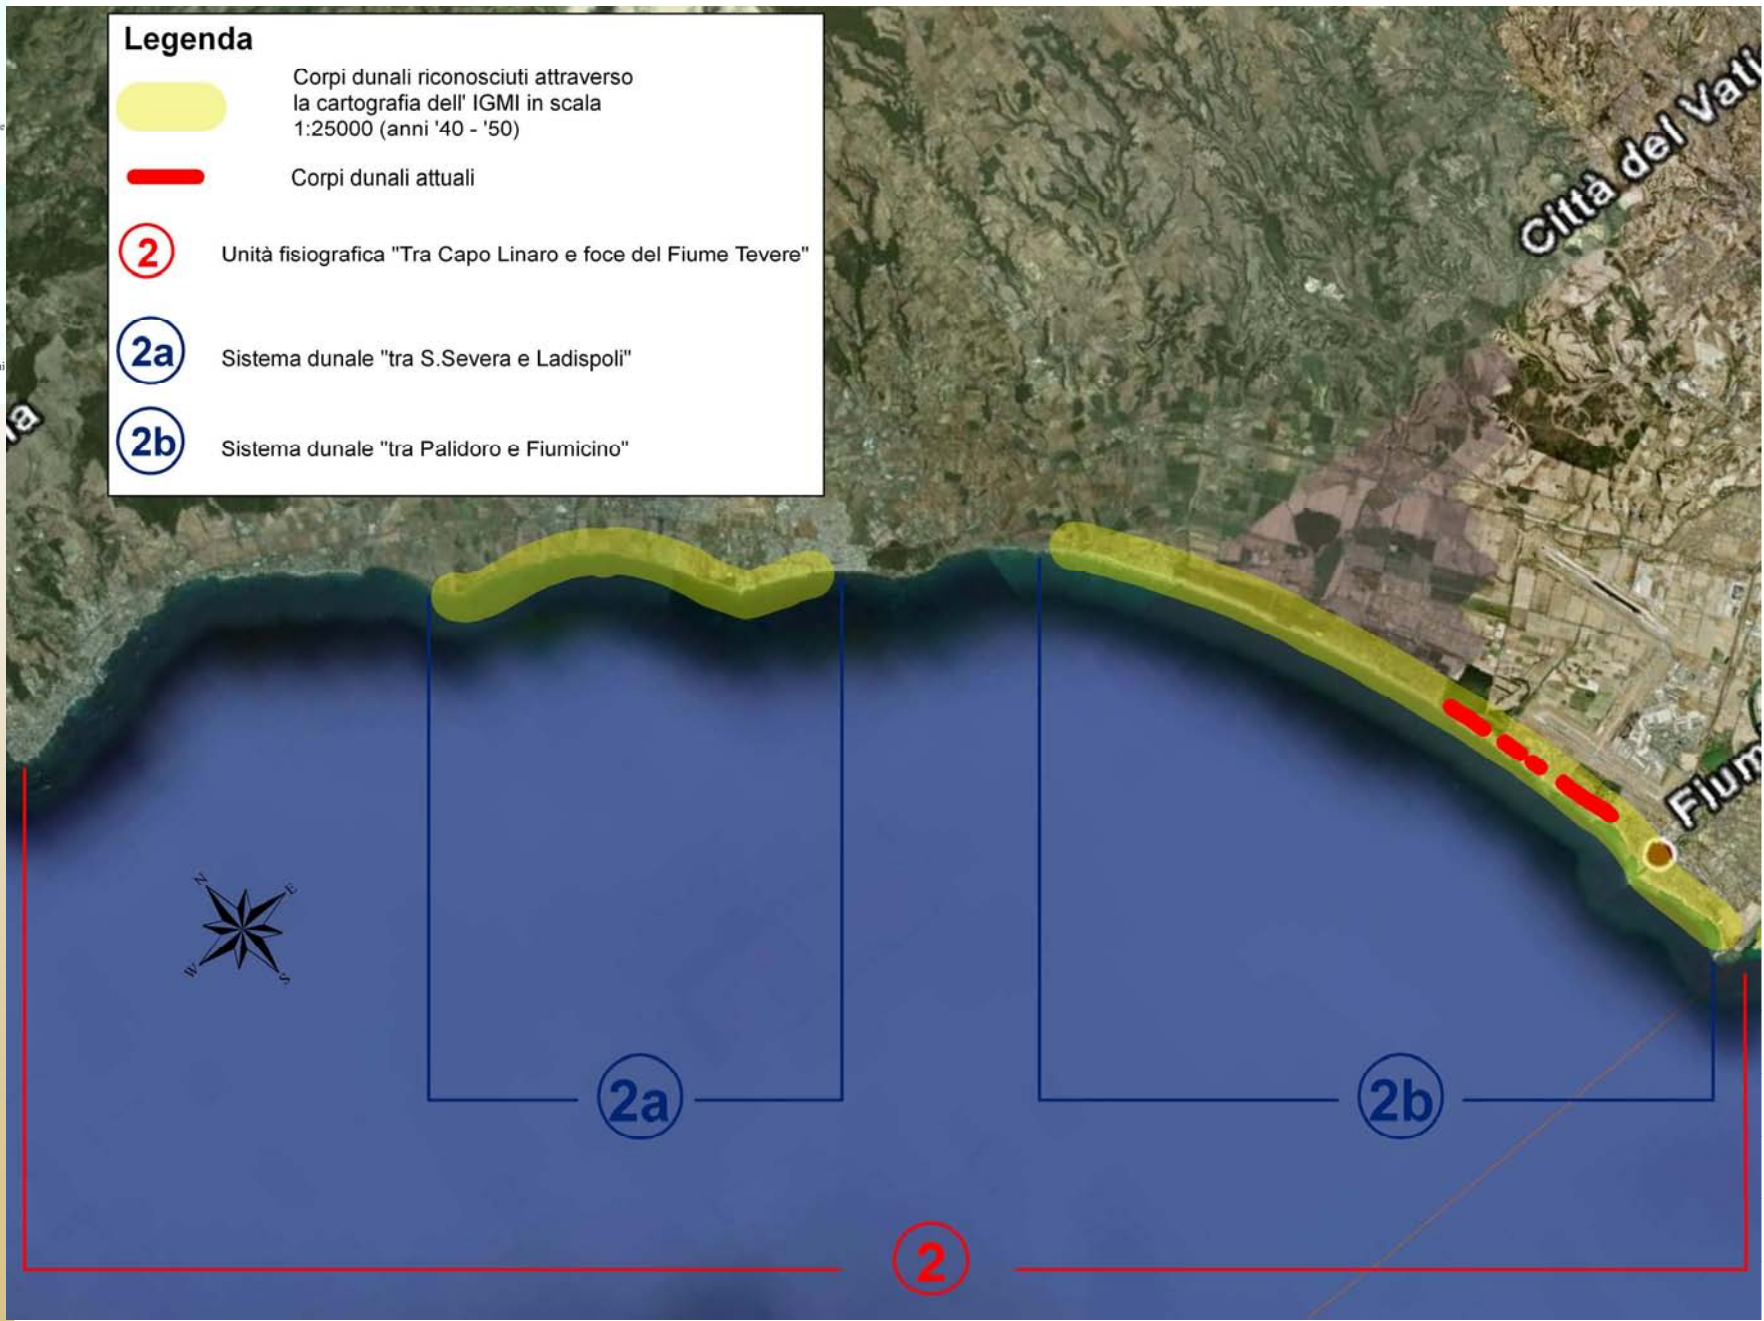 Legenda
Corpi dunali riconosciuti attraverso
la cartografia dell' IGMI in scala
1:25000 (anni '40 - '50)
Corpi dunali attuali
2
Unità fisiografica "Tra Capo Linaro e foce del Fiume Tevere"
2a
Sistema dunale "tra S.Severa e Ladispoli"
2b
Sistema dunale "tra Palidoro e Fiumicino"
Città del Vati
Fium
N
E
W
S
2a
2b
2